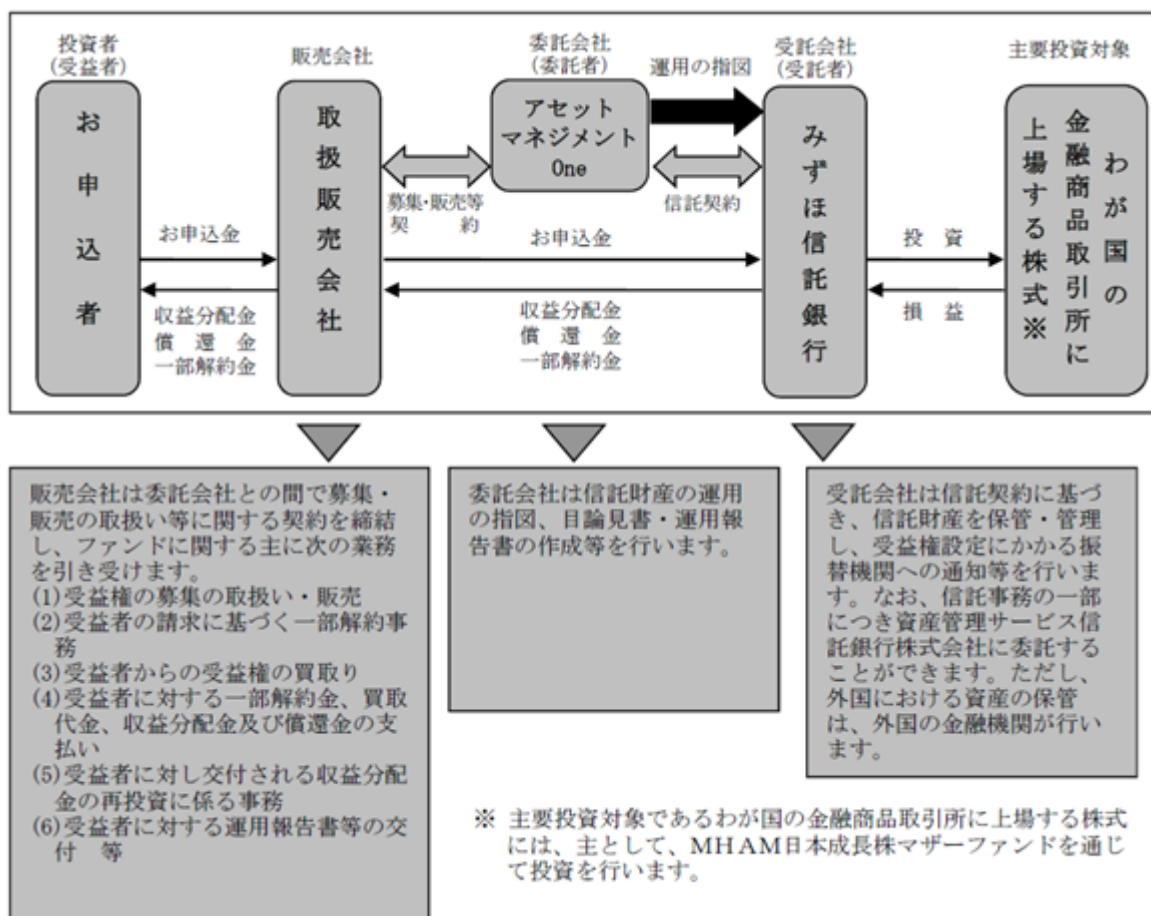 投資者
(受益者)
お申込者
販売会社
取扱販売会社
委託会社
(委託者)
アセット
マネジメント
One
運用の指図
受託会社
(受託者)
みずほ信託銀行
主要投資対象
わが国の
金融商品取引所に
上場する株式※
募集・販売等
契　約
信託契約
お申込金
収益分配金
償　還　金
一部解約金
お申込金
収益分配金
償　還　金
一部解約金
投　資
損　益
販売会社は委託会社との間で募集・
販売の取扱い等に関する契約を締結
し、ファンドに関する主に次の業務
を引き受けます。
(1)受益権の募集の取扱い・販売
(2)受益者の請求に基づく一部解約事
務
(3)受益者からの受益権の買取り
(4)受益者に対する一部解約金、買取
代金、収益分配金及び償還金の支
払い
(5)受益者に対し交付される収益分配
金の再投資に係る事務
(6)受益者に対する運用報告書等の交
付　等
委託会社は信託財産の運用
の指図、目論見書・運用報
告書の作成等を行います。
受託会社は信託契約に基づ
き、信託財産を保管・管理
し、受益権設定にかかる振
替機関への通知等を行いま
す。なお、信託事務の一部
につき資産管理サービス信
託銀行株式会社に委託する
ことができます。ただし、
外国における資産の保管
は、外国の金融機関が行い
ます。
※ 主要投資対象であるわが国の金融商品取引所に上場する株式
には、主として、MHAM日本成長株マザーファンドを通じ
て投資を行います。